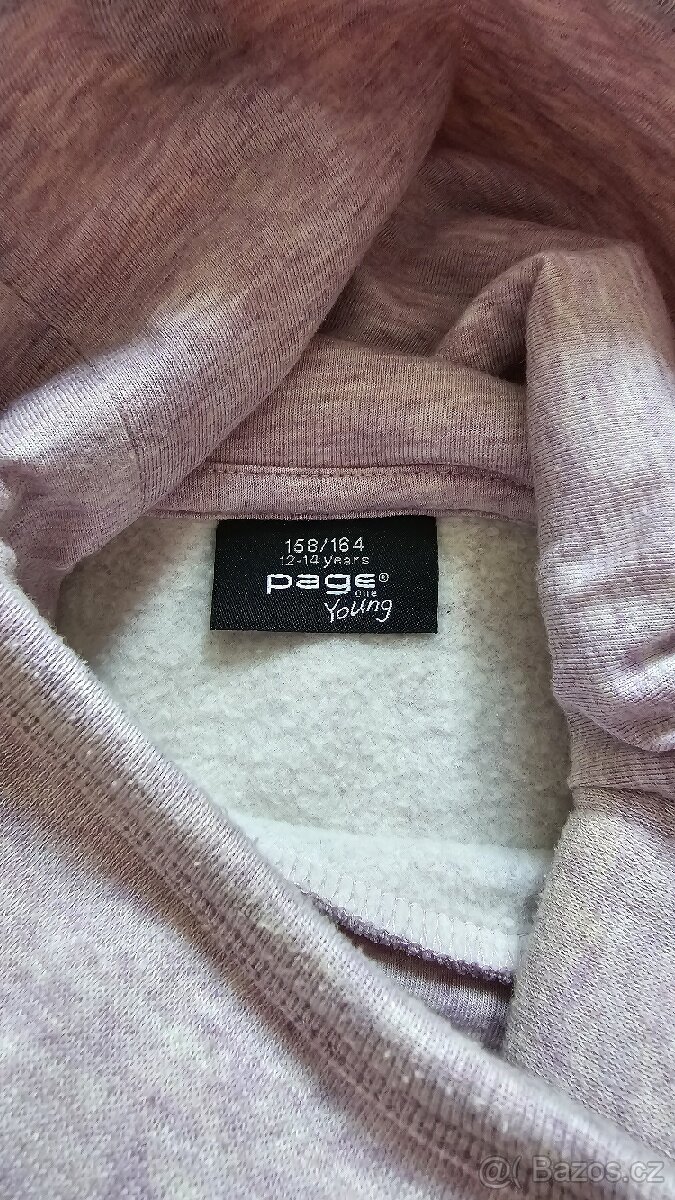 158/164
12-14 years
page®
one
Young
@ Bazos.cz